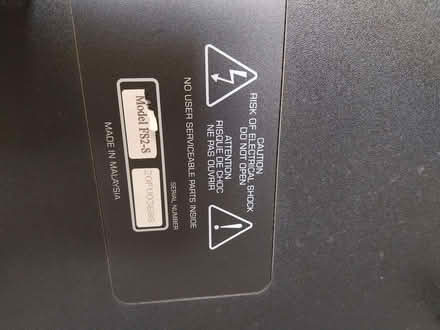 CAUTION
RISK OF ELECTRICAL SHOCK
DO NOT OPEN
ATTENTION
RISQUE DE CHOC
NE PAS OUVRIR
NO USER SERVICEABLE PARTS INSIDE
SERIAL NUMBER
Model F82-S
MADE IN MALAYSIA